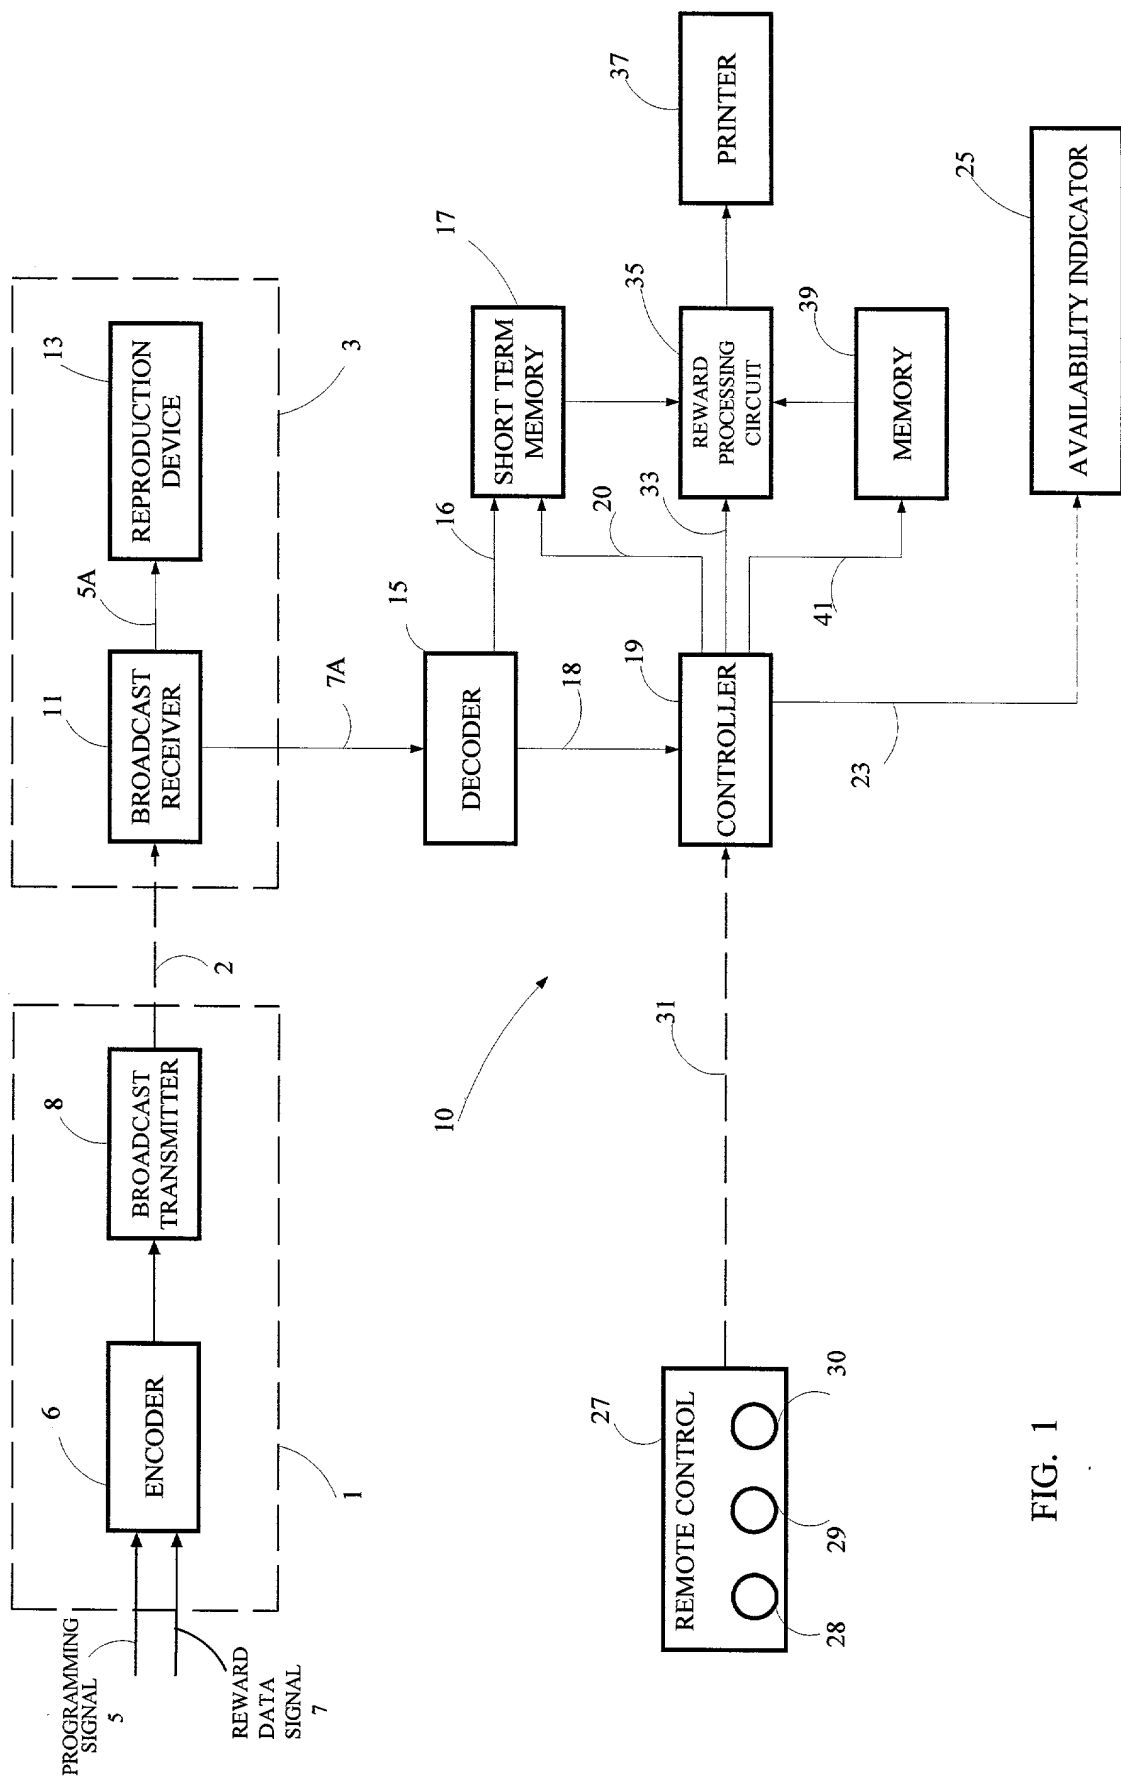 PROGRAMMING
SIGNAL
5
REWARD
DATA
SIGNAL
7
6
ENCODER
8
BROADCAST
TRANSMITTER
1
2
11
BROADCAST
RECEIVER
5A
13
REPRODUCTION
DEVICE
3
7A
15
DECODER
16
17
SHORT TERM
MEMORY
18
20
10
27
REMOTE CONTROL
28
29
30
31
19
CONTROLLER
33
35
REWARD
PROCESSING
CIRCUIT
37
PRINTER
39
MEMORY
41
23
25
AVAILABILITY INDICATOR
FIG. 1